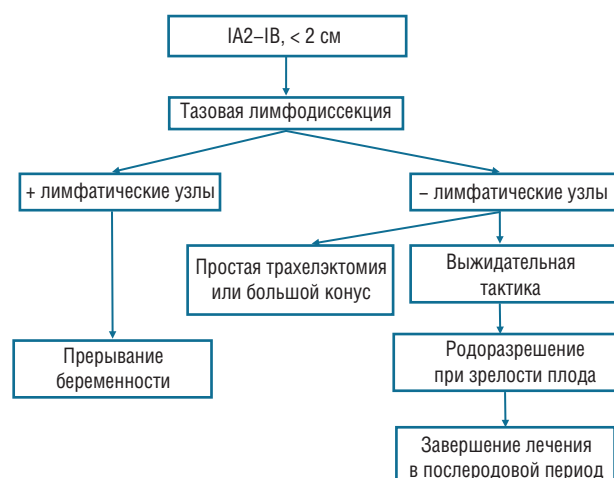 IA2–IB, < 2 см
Тазовая лимфодиссекция
+ лимфатические узлы
– лимфатические узлы
Простая трахелэктомия
или большой конус
Выжидательная
тактика
Прерывание
беременности
Родоразрешение
при зрелости плода
Завершение лечения
в послеродовой период